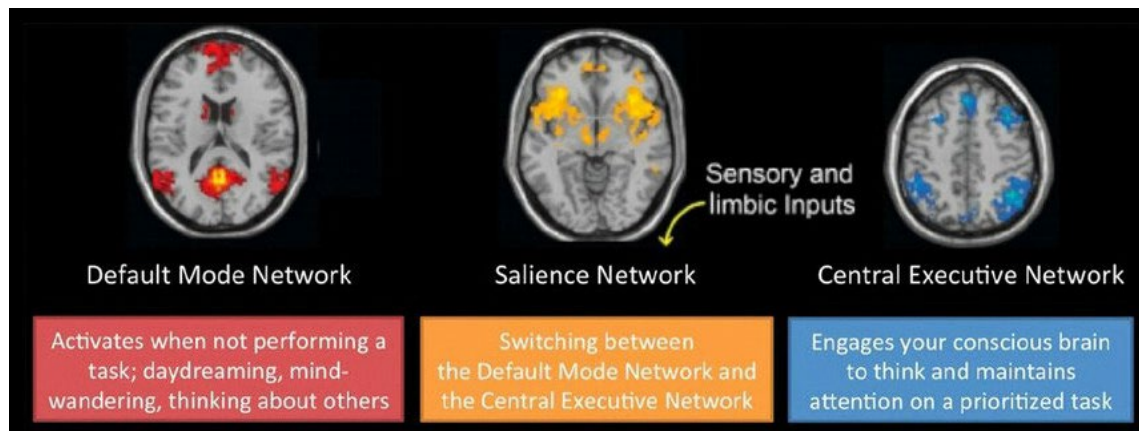 Sensory and
limbic Inputs
Default Mode Network
Salience Network
Central Executive Network
Activates when not performing a
task; daydreaming, mind-
wandering, thinking about others
Switching between
the Default Mode Network and
the Central Executive Network
Engages your conscious brain
to think and maintains
attention on a prioritized task